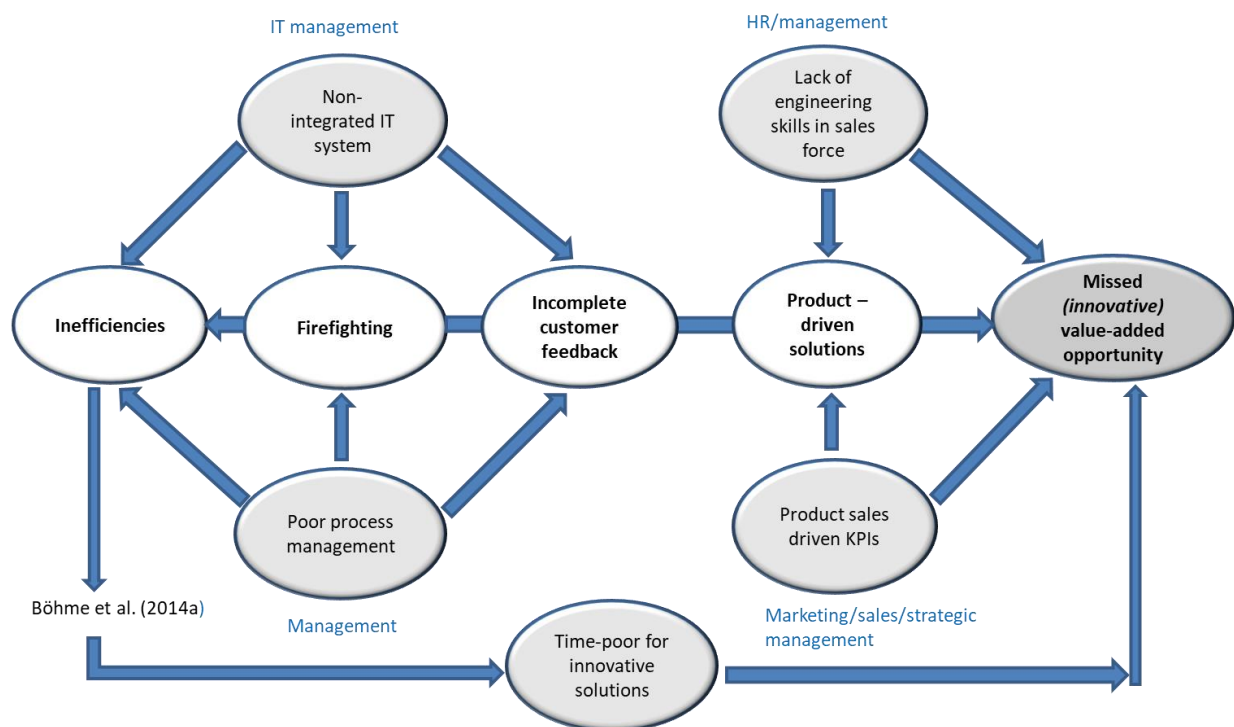 IT management
HR/management
Non-
integrated IT
system
Lack of
engineering
skills in sales
force
Inefficiencies
Firefighting
Incomplete
customer
feedback
Product –
driven
solutions
Missed
(innovative)
value-added
opportunity
Poor process
management
Product sales
driven KPIs
Böhme et al. (2014a)
Management
Marketing/sales/strategic
management
Time-poor for
innovative
solutions